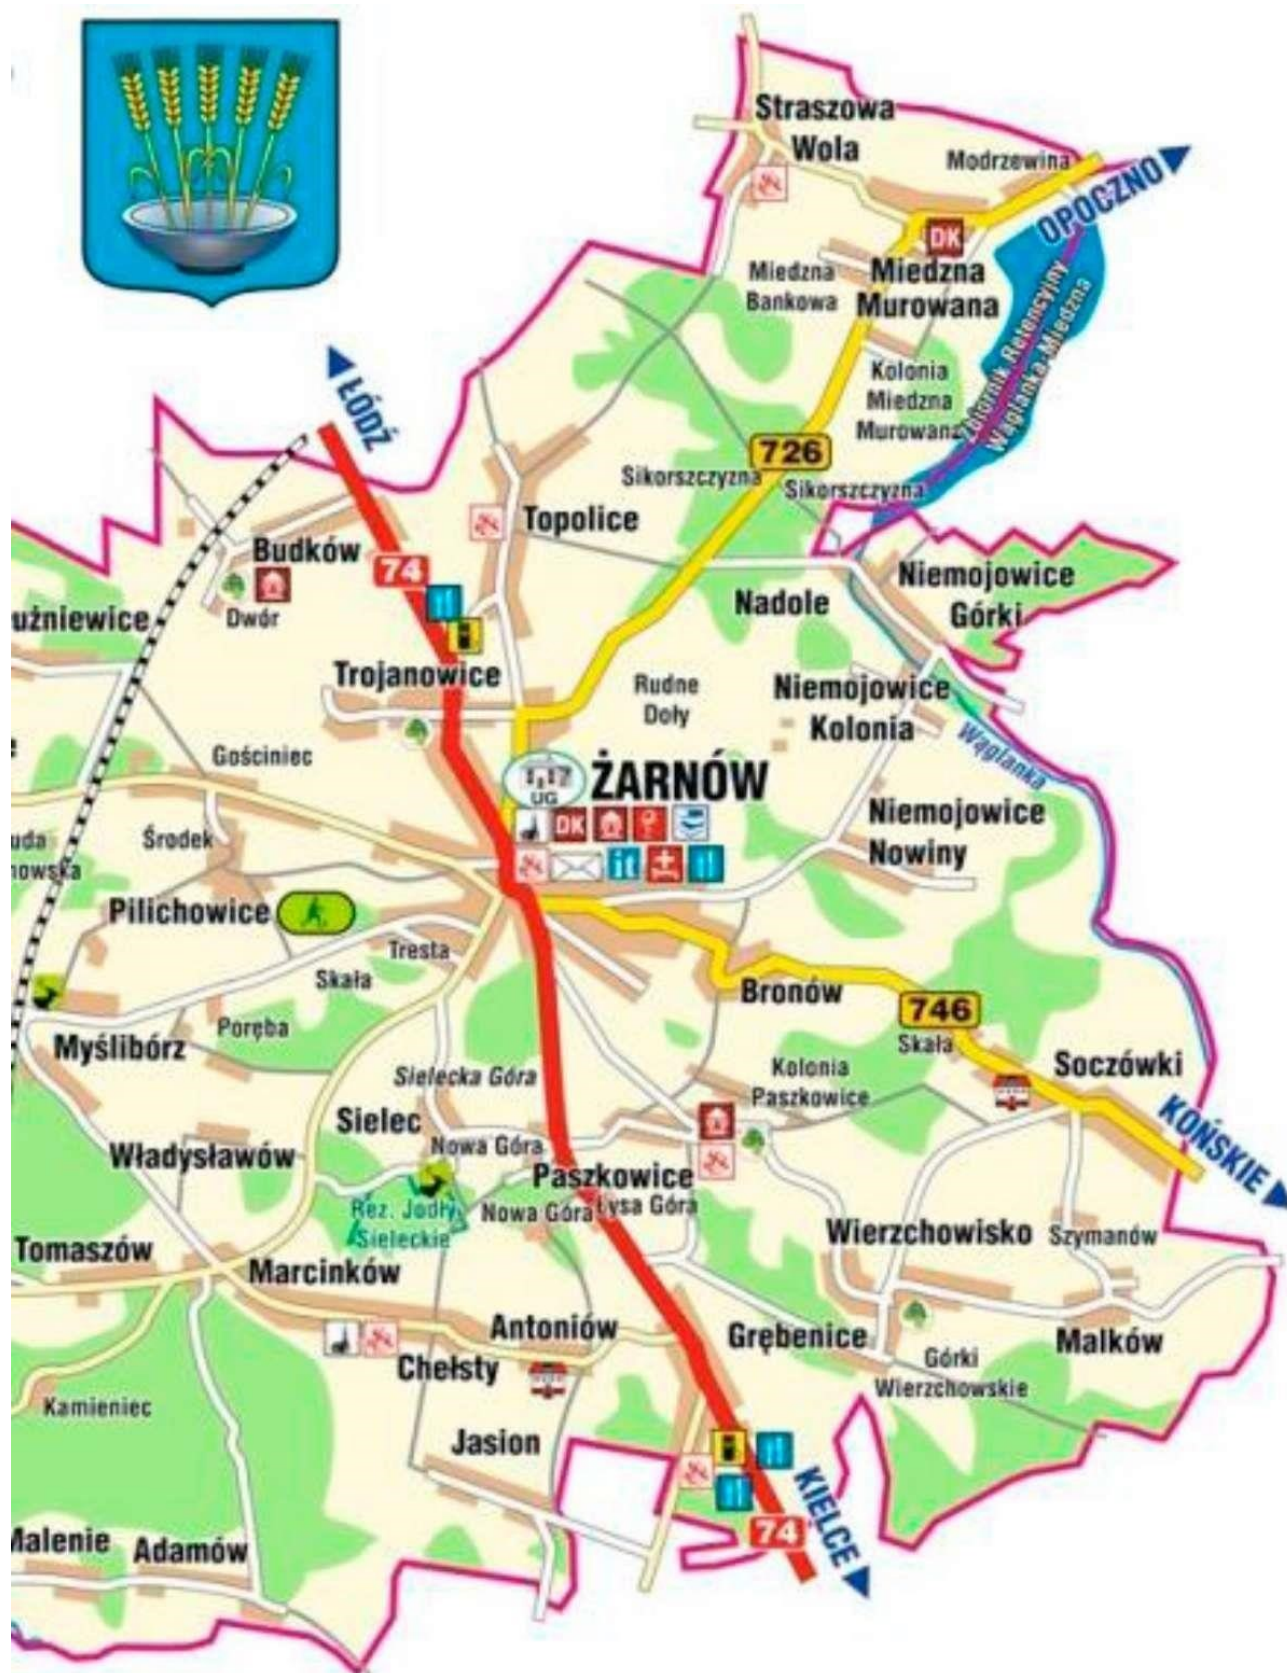 Straszowa
Wola
Modrzewina
OPOCZNO
DK
Miedzna
Bankowa
Miedzna
Murowana
Zbiornik Retencyjny
Wąglanka-Miedzna
ŁÓDŹ
Kolonia
Miedzna
Murowana
726
Sikorszczyzna
Sikorszczyzna
Topolice
Budków
74
Dwór
Niemojowice
Górki
Nadole
użniewice
Trojanowice
Rudne
Doły
Niemojowice
Kolonia
Wąglanka
Gościniec
UG
ŻARNÓW
DK
it
Niemojowice
Nowiny
Środek
uda
nowska
Pilichowice
Tresta
Skała
Bronów
746
Skała
Poręba
Myślibórz
Sielecka Góra
Kolonia
Paszkowice
Soczówki
KOŃSKIE
Sielec
Nowa Góra
Władysławów
Paszkowice
Rez. Jodły
Sieleckie
Nowa Góra
Łysa Góra
Wierzchowisko
Szymanów
Tomaszów
Marcinków
Antoniów
Grębenice
Malków
Chełsty
Górki
Wierzchowskie
Kamieniec
Jasion
KIELCE
74
Malenie
Adamów